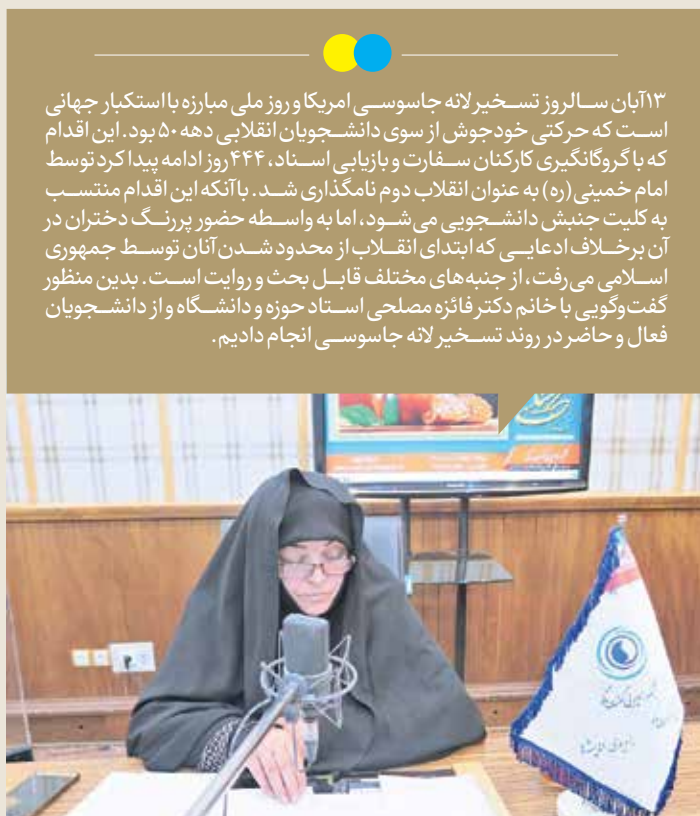 ۱۳آبان سالروز تسخیر لانه جاسوسی امریکا و روز ملی مبارزه با استکبار جهانی
است که حرکتی خودجوش از سوی دانشجویان انقلابی دهه ۵۰ بود. این اقدام
که با گروگانگیری کارکنان سفارت و بازیابی اسناد، ۴۴۴ روز ادامه پیدا کرد توسط
امام خمینی(ره) به عنوان انقلاب دوم نامگذاری شد. باآنکه این اقدام منتسب
به کلیت جنبش دانشجویی می‌شود، اما به واسطه حضور پررنگ دختران در
آن برخلاف ادعایی که ابتدای انقلاب از محدودشدن آنان توسط جمهوری
اسلامی می‌رفت، از جنبه‌های مختلف قابل بحث و روایت است. بدین منظور
گفت‌وگویی با خانم دکتر فائزه مصلحی استاد حوزه و دانشگاه و از دانشجویان
فعال و حاضر در روند تسخیر لانه جاسوسی انجام دادیم.